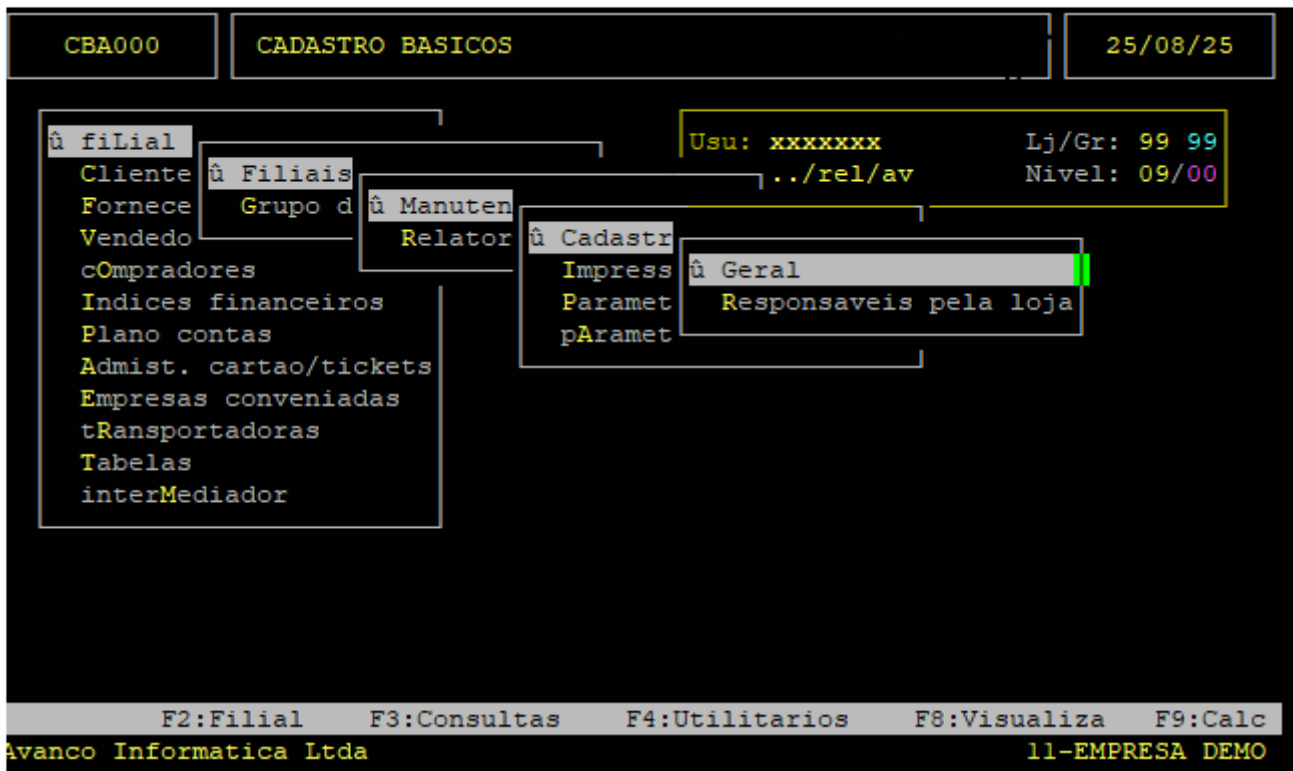 CBA000 CADASTRO BASICOS 25/08/25
û fiLial Usu: xxxxxxx Lj/Gr: 99 99
Cliente û Filiais ../rel/av Nivel: 09/00
Fornece Grupo d û Manuten
Vendedo Relator û Cadastr
cOmpradores Impress û Geral
Indices financeiros Paramet Responsaveis pela loja
Plano contas pAramet
Admist. cartao/tickets
Empresas conveniadas
tRansportadoras
Tabelas
interMediador
F2:Filial F3:Consultas F4:Utilitarios F8:Visualiza F9:Calc
Avanco Informatica Ltda 11-EMPRESA DEMO